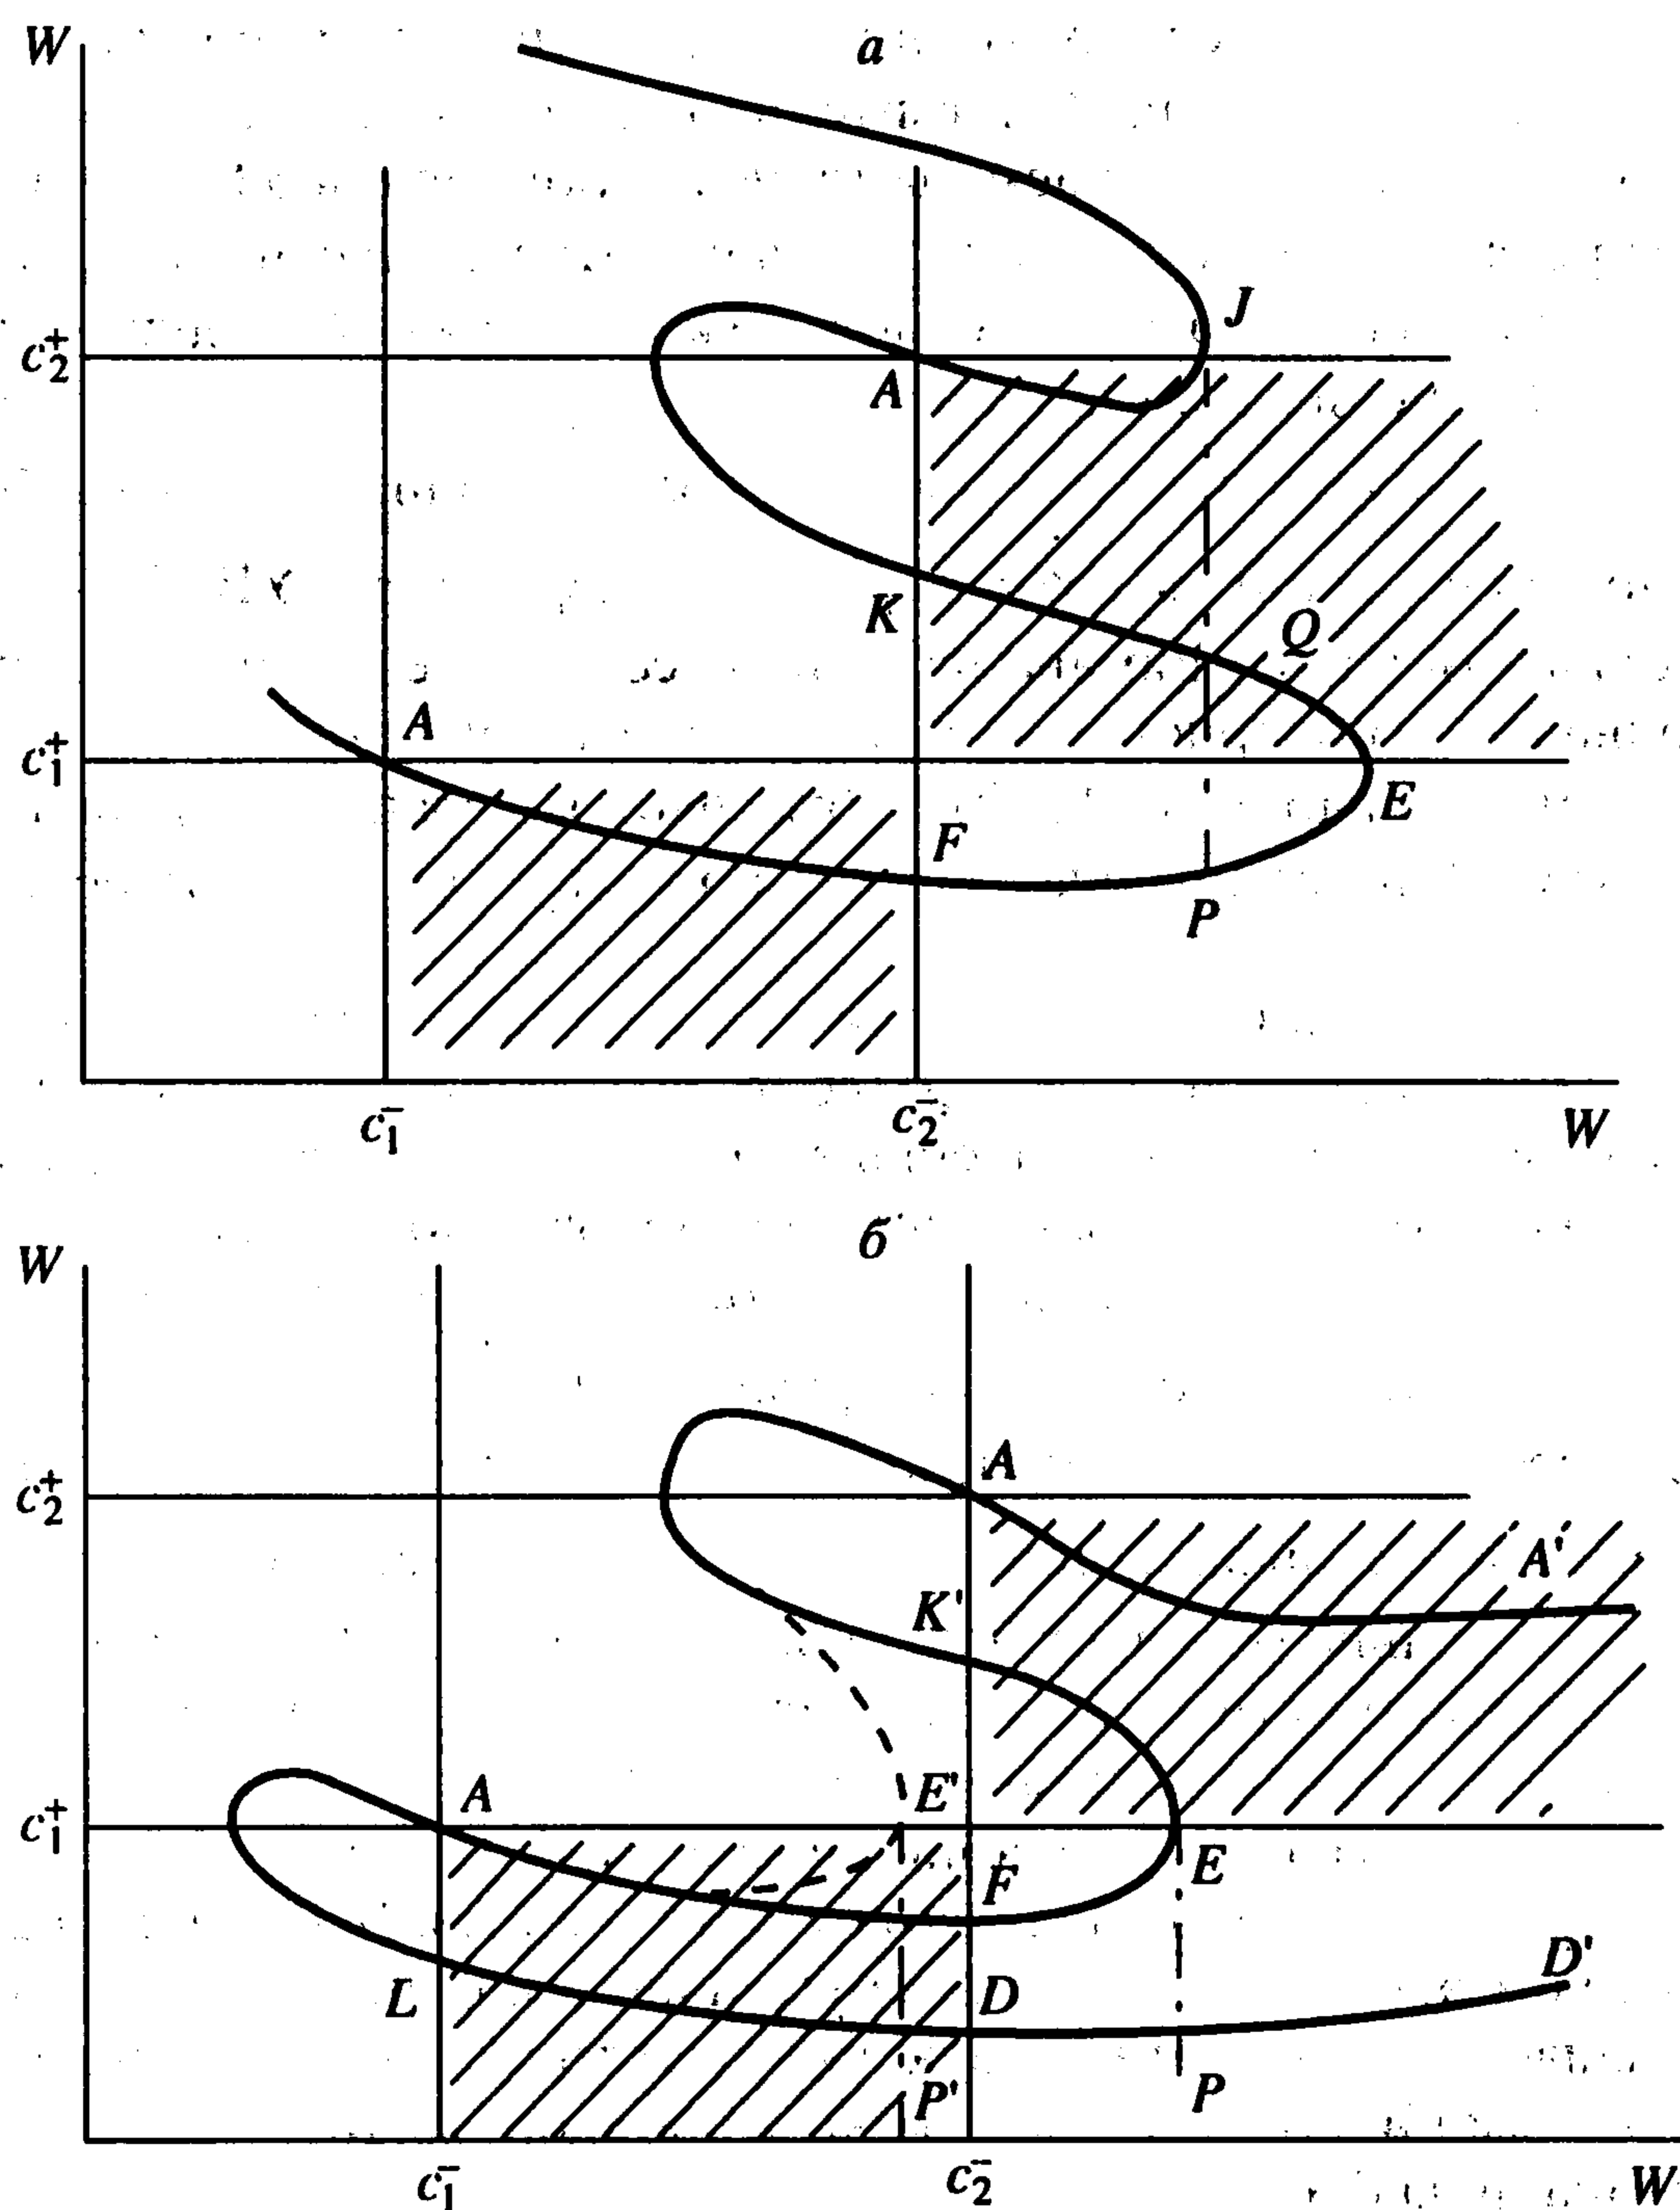 W а
J
c₂⁺
A
K Q
A
c₁⁺
E
F
P
c₁⁻ c₂⁻ W
б
W
A
c₂⁺
A'
K'
A E'
c₁⁺
F E
L D D'
P' P
c₁⁻ c₂⁻ W